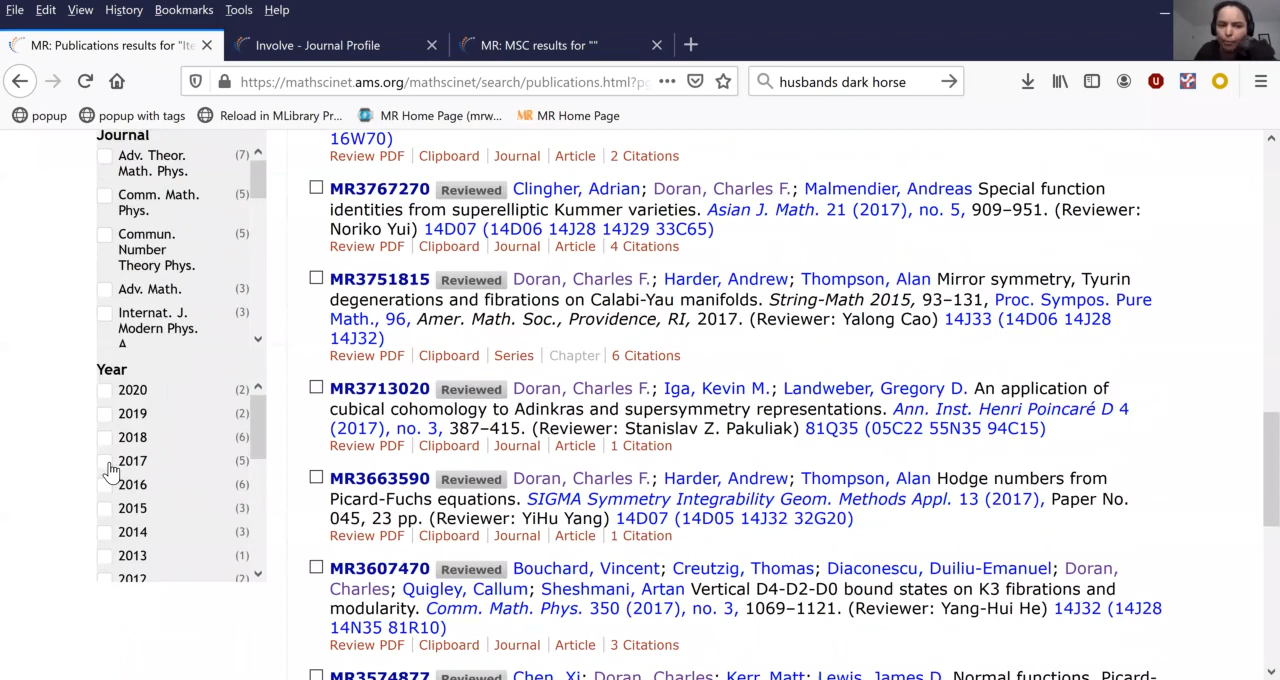 File Edit View History Bookmarks Tools Help
MR: Publications results for "Ite
Involve - Journal Profile
MR: MSC results for ""
https://mathscinet.ams.org/mathscinet/search/publications.html?p
husbands dark horse
popup popup with tags Reload in MLibrary Pr... MR Home Page (mrw... MR MR Home Page
Journal
Adv. Theor. Math. Phys. (7)
Comm. Math. Phys. (5)
Commun. Number Theory Phys. (5)
Adv. Math. (3)
Internat. J. Modern Phys. A (3)
Year
2020 (2)
2019 (2)
2018 (6)
2017 (5)
2016 (6)
2015 (3)
2014 (3)
2013 (1)
2012 (2)
16W70)
Review PDF | Clipboard | Journal | Article | 2 Citations
MR3767270 Reviewed Clingher, Adrian; Doran, Charles F.; Malmendier, Andreas Special function
identities from superelliptic Kummer varieties. Asian J. Math. 21 (2017), no. 5, 909–951. (Reviewer:
Noriko Yui) 14D07 (14D06 14J28 14J29 33C65)
Review PDF | Clipboard | Journal | Article | 4 Citations
MR3751815 Reviewed Doran, Charles F.; Harder, Andrew; Thompson, Alan Mirror symmetry, Tyurin
degenerations and fibrations on Calabi-Yau manifolds. String-Math 2015, 93–131, Proc. Sympos. Pure
Math., 96, Amer. Math. Soc., Providence, RI, 2017. (Reviewer: Yalong Cao) 14J33 (14D06 14J28
14J32)
Review PDF | Clipboard | Series | Chapter | 6 Citations
MR3713020 Reviewed Doran, Charles F.; Iga, Kevin M.; Landweber, Gregory D. An application of
cubical cohomology to Adinkras and supersymmetry representations. Ann. Inst. Henri Poincaré D 4
(2017), no. 3, 387–415. (Reviewer: Stanislav Z. Pakuliak) 81Q35 (05C22 55N35 94C15)
Review PDF | Clipboard | Journal | Article | 1 Citation
MR3663590 Reviewed Doran, Charles F.; Harder, Andrew; Thompson, Alan Hodge numbers from
Picard-Fuchs equations. SIGMA Symmetry Integrability Geom. Methods Appl. 13 (2017), Paper No.
045, 23 pp. (Reviewer: YiHu Yang) 14D07 (14D05 14J32 32G20)
Review PDF | Clipboard | Journal | Article | 1 Citation
MR3607470 Reviewed Bouchard, Vincent; Creutzig, Thomas; Diaconescu, Duiliu-Emanuel; Doran,
Charles; Quigley, Callum; Sheshmani, Artan Vertical D4-D2-D0 bound states on K3 fibrations and
modularity. Comm. Math. Phys. 350 (2017), no. 3, 1069–1121. (Reviewer: Yang-Hui He) 14J32 (14J28
14N35 81R10)
Review PDF | Clipboard | Journal | Article | 3 Citations
MR3574877 Reviewed Chen, Xi; Doran, Charles; Kerr, Matt; Lewis, James D. Normal functions, Picard-